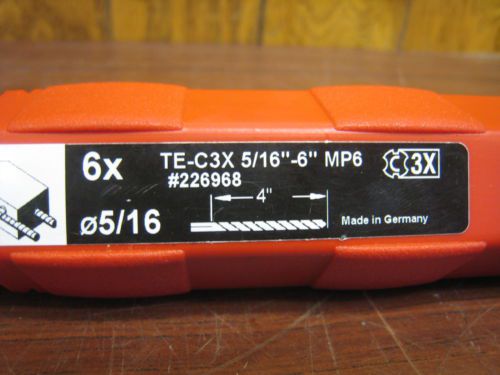 6x
TE-C3X 5/16"-6" MP6
#226968
4"
ø5/16
Made in Germany
C 3X